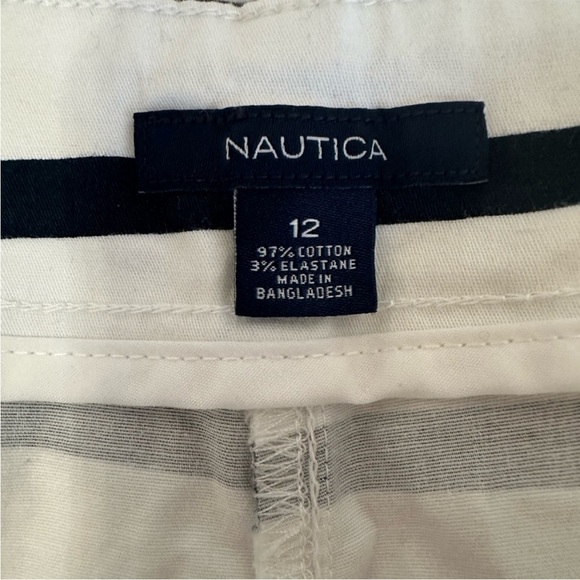 NAUTICA
12
97% COTTON
3% ELASTANE
MADE IN
BANGLADESH